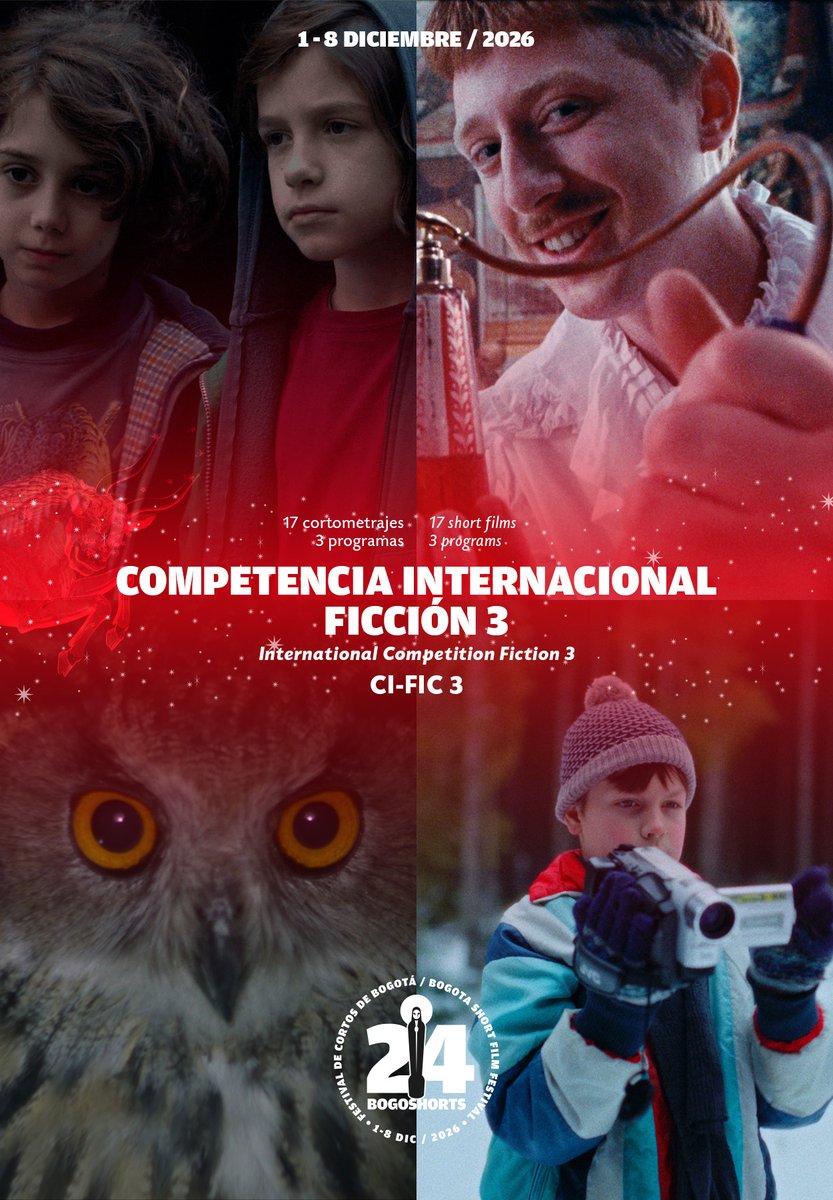 1 - 8 DICIEMBRE / 2026
17 cortometrajes
3 programas
17 short films
3 programs
COMPETENCIA INTERNACIONAL
FICCIÓN 3
International Competition Fiction 3
CI-FIC 3
FESTIVAL DE CORTOS DE BOGOTÁ / BOGOTA SHORT FILM FESTIVAL
24
BOGOSHORTS
• 1-8 DIC / 2026 •